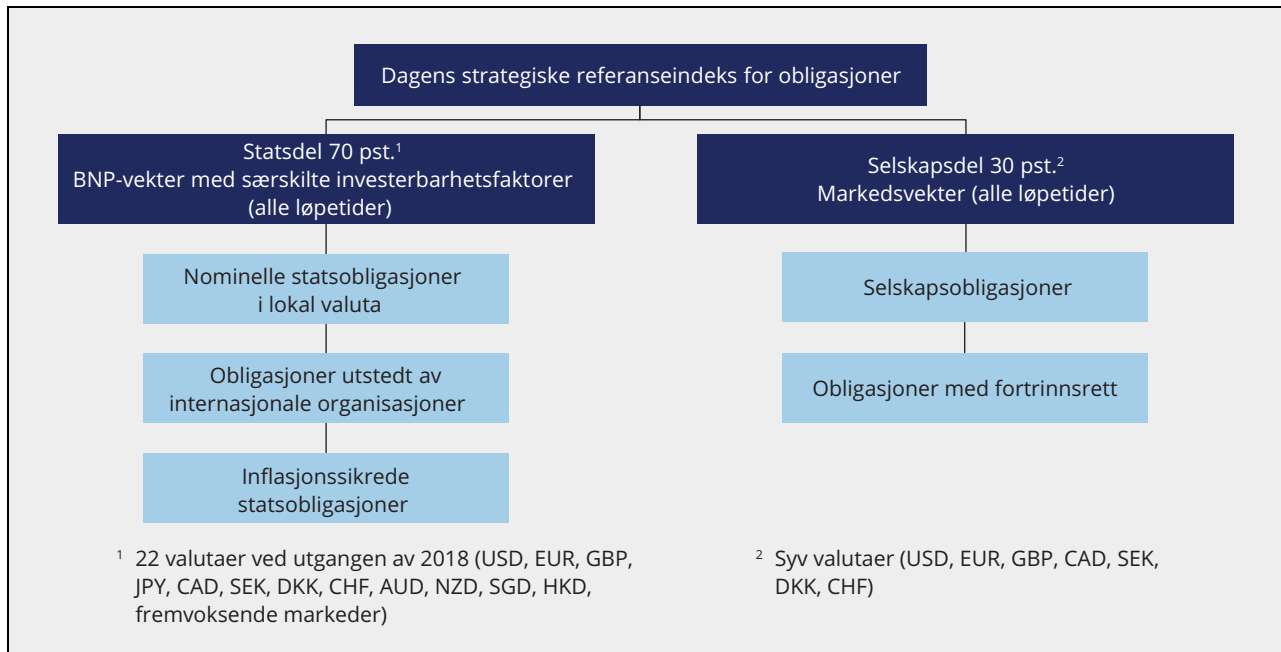 Dagens strategiske referanseindeks for obligasjoner
Statsdel 70 pst.¹
BNP-vekter med særskilte investerbarhetsfaktorer
(alle løpetider)
Nominelle statsobligasjoner
i lokal valuta
Obligasjoner utstedt av
internasjonale organisasjoner
Inflasjonssikrede
statsobligasjoner
¹ 22 valutaer ved utgangen av 2018 (USD, EUR, GBP,
JPY, CAD, SEK, DKK, CHF, AUD, NZD, SGD, HKD,
fremvoksende markeder)
Selskapsdel 30 pst.²
Markedsvekter (alle løpetider)
Selskapsobligasjoner
Obligasjoner med fortrinnsrett
² Syv valutaer (USD, EUR, GBP, CAD, SEK,
DKK, CHF)